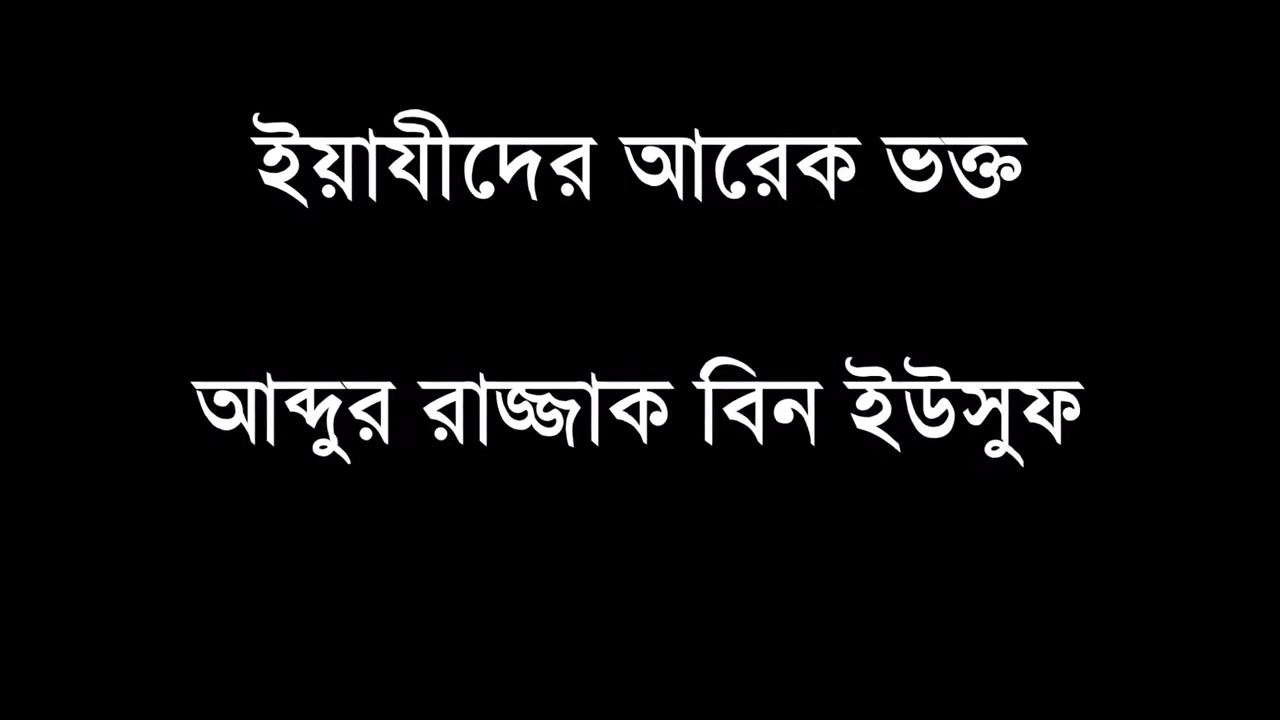 ইয়াযীদের আরেক ভক্ত
আব্দুর রাজ্জাক বিন ইউসুফ